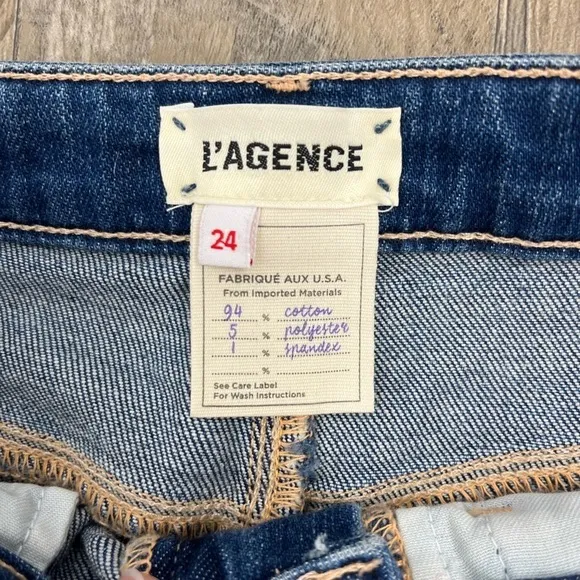 L'AGENCE
24
FABRIQUÉ AUX U.S.A.
From Imported Materials
94 % cotton
5 % polyester
1 % spandex
%
See Care Label
For Wash Instructions